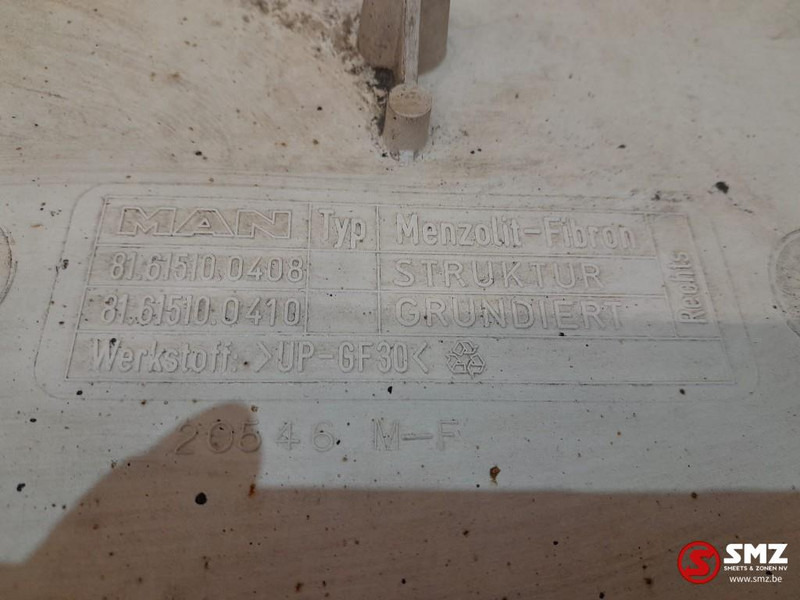 MAN Typ Menzolit-Fibron
81.61510.0408 STRUKTUR
81.61510.0410 GRUNDIERT
Rechts
Werkstoff: >UP-GF30<
20546 M-F
SMZ
SMEETS & ZONEN NV
www.smz.be